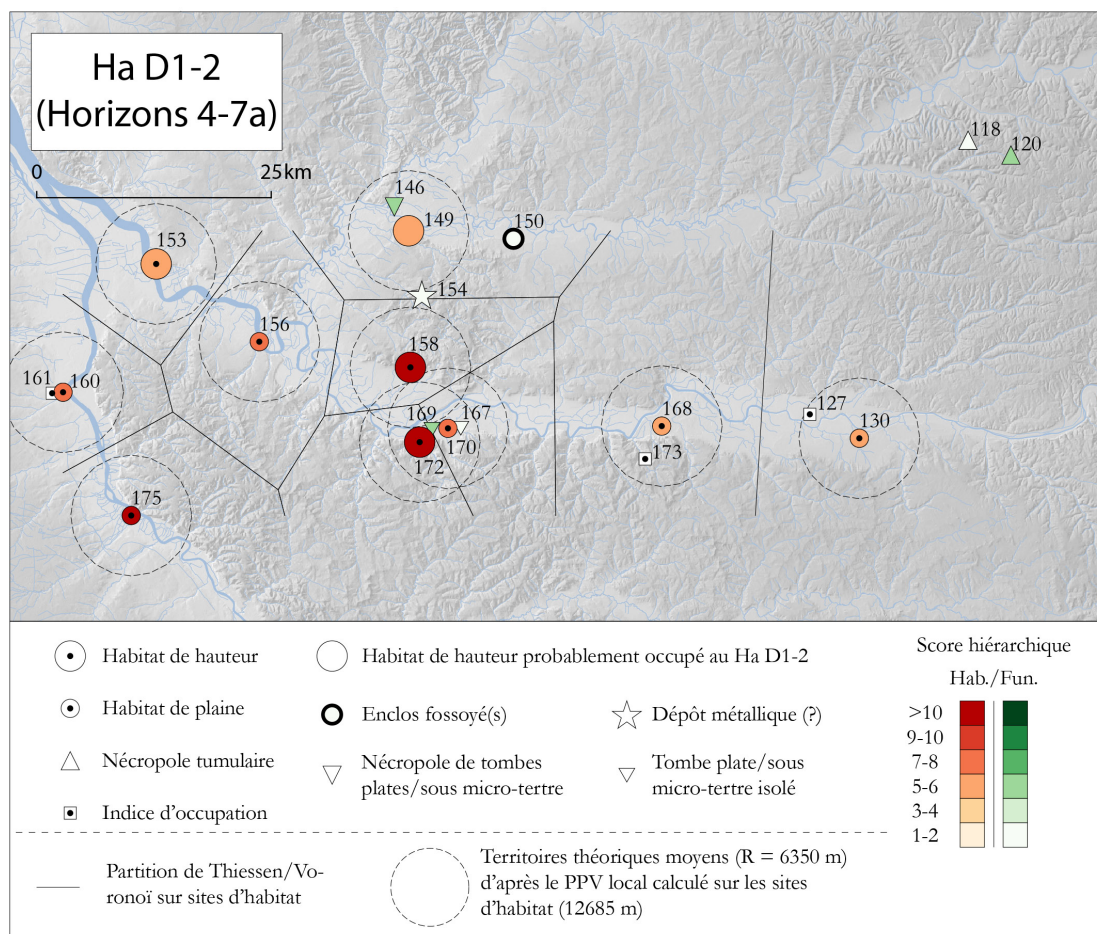 Ha D1-2
(Horizons 4-7a)
0
25km
118
120
146
149
150
153
154
156
158
161
160
169
167
170
172
168
173
127
130
175
Habitat de hauteur
Habitat de plaine
Nécropole tumulaire
Indice d'occupation
Habitat de hauteur probablement occupé au Ha D1-2
Enclos fossoyé(s)
Dépôt métallique (?)
Nécropole de tombes
plates/sous micro-tertre
Tombe plate/sous
micro-tertre isolé
Score hiérarchique
Hab./Fun.
>10
9-10
7-8
5-6
3-4
1-2
Partition de Thiessen/Vo-
ronoï sur sites d'habitat
Territoires théoriques moyens (R = 6350 m)
d'après le PPV local calculé sur les sites
d'habitat (12685 m)